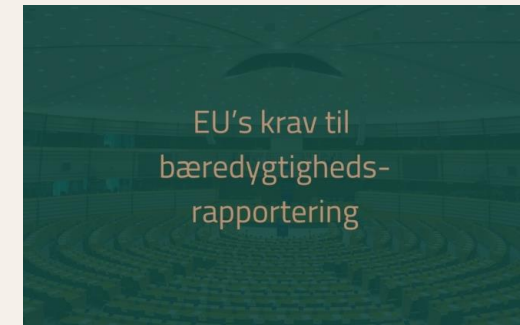 EU’s krav til
bæredygtigheds-
rapportering